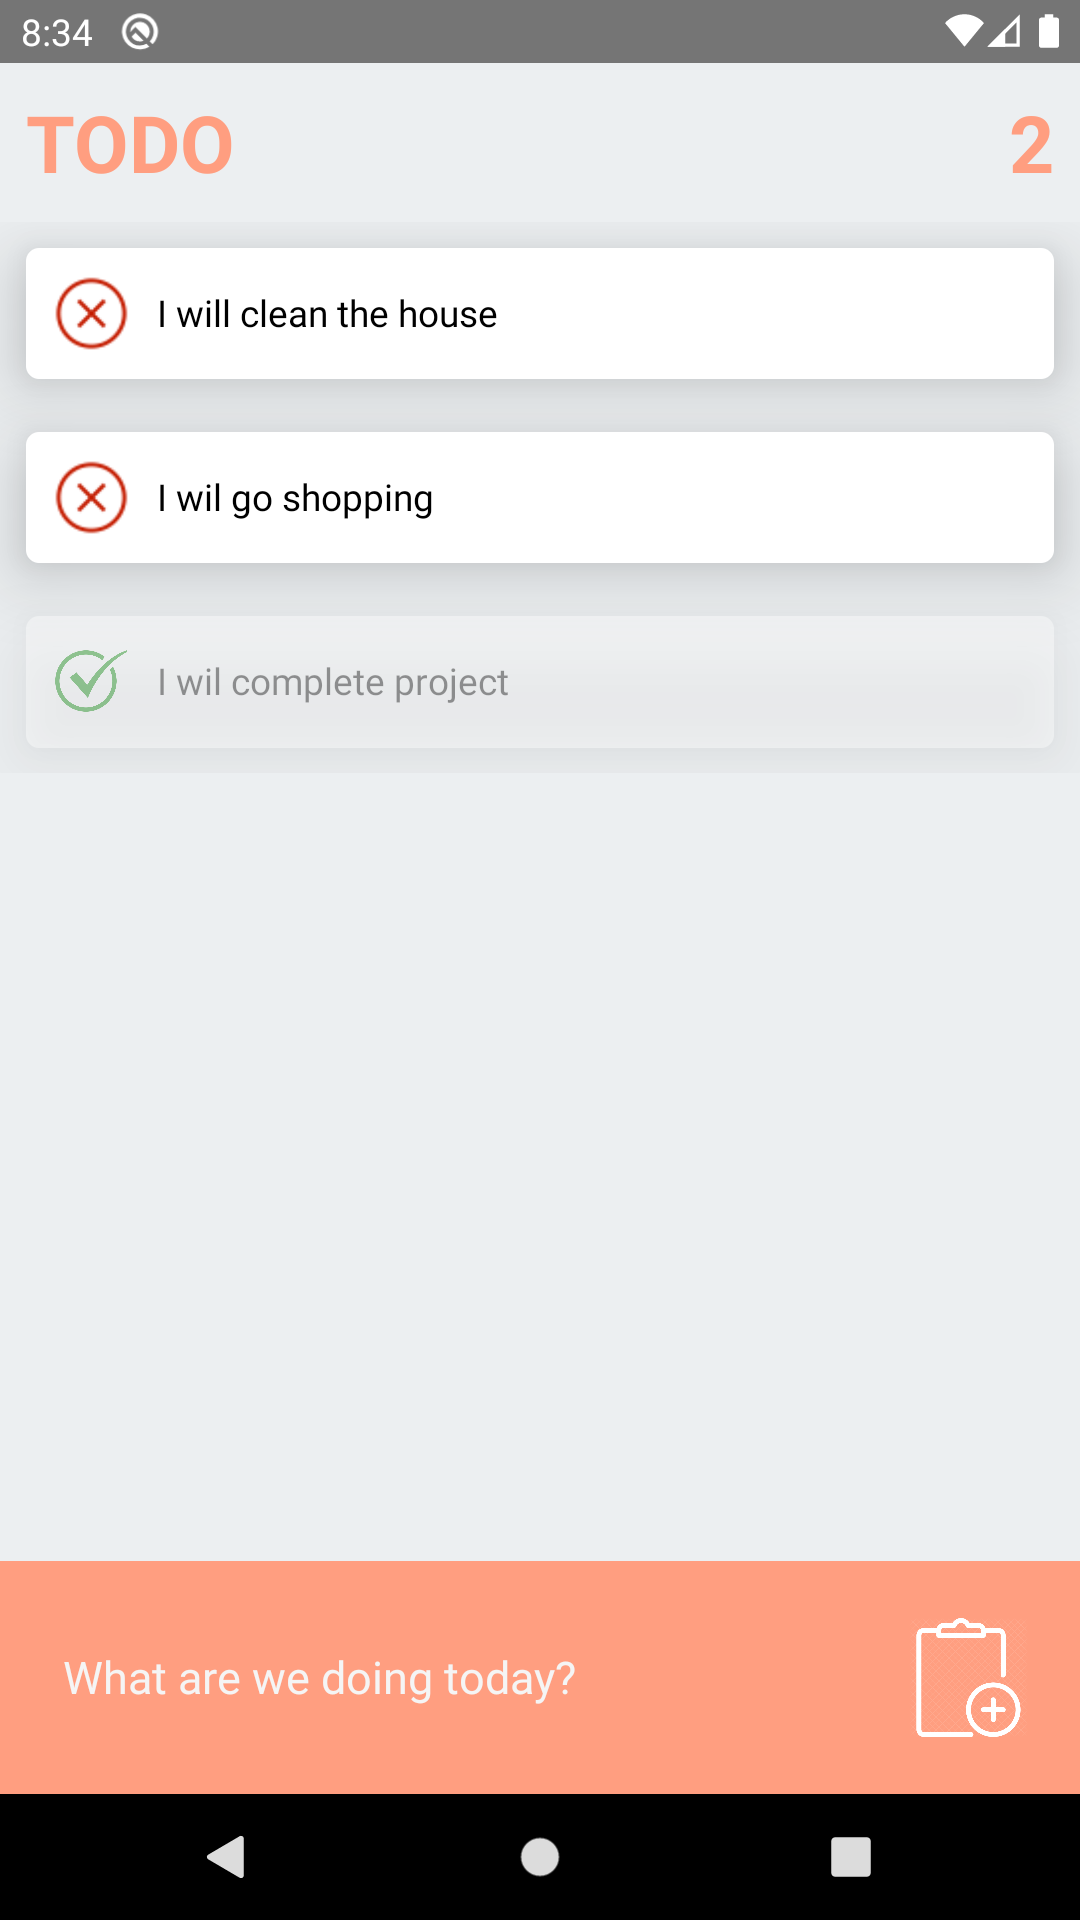 8:34
TODO 2
I will clean the house
I wil go shopping
I wil complete project
What are we doing today?